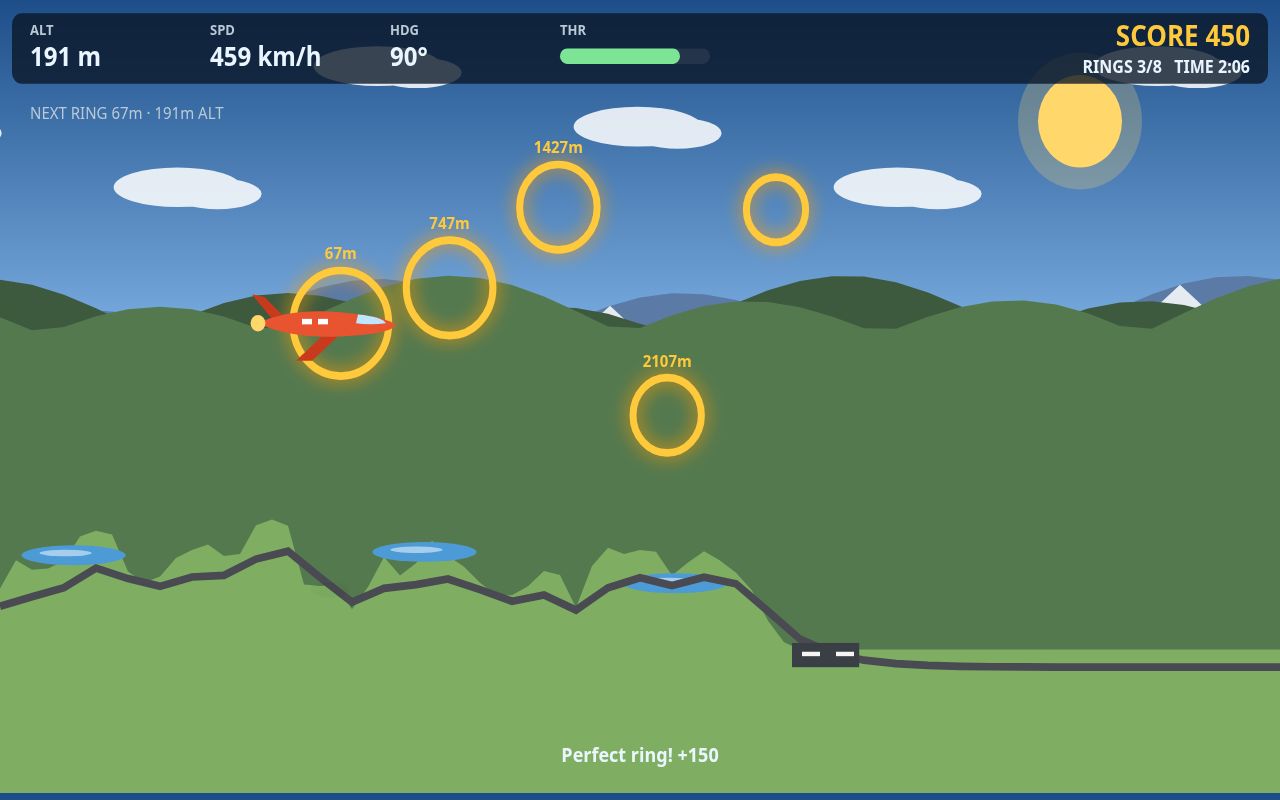 ALT
191 m
SPD
459 km/h
HDG
90°
THR
SCORE 450
RINGS 3/8 TIME 2:06
NEXT RING 67m · 191m ALT
1427m
747m
67m
2107m
Perfect ring! +150